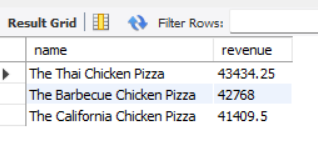 Result Grid Filter Rows:
name revenue
The Thai Chicken Pizza 43434.25
The Barbecue Chicken Pizza 42768
The California Chicken Pizza 41409.5